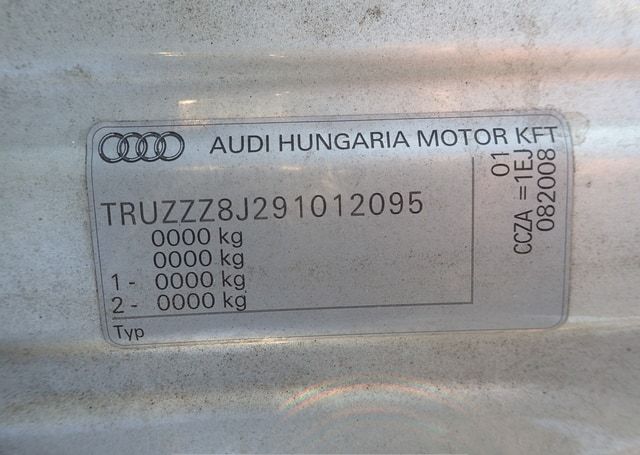 AUDI HUNGARIA MOTOR KFT
TRUZZZ8J291012095
0000 kg
0000 kg
1 - 0000 kg
2 - 0000 kg
Typ
01
CCZA =1EJ
082008